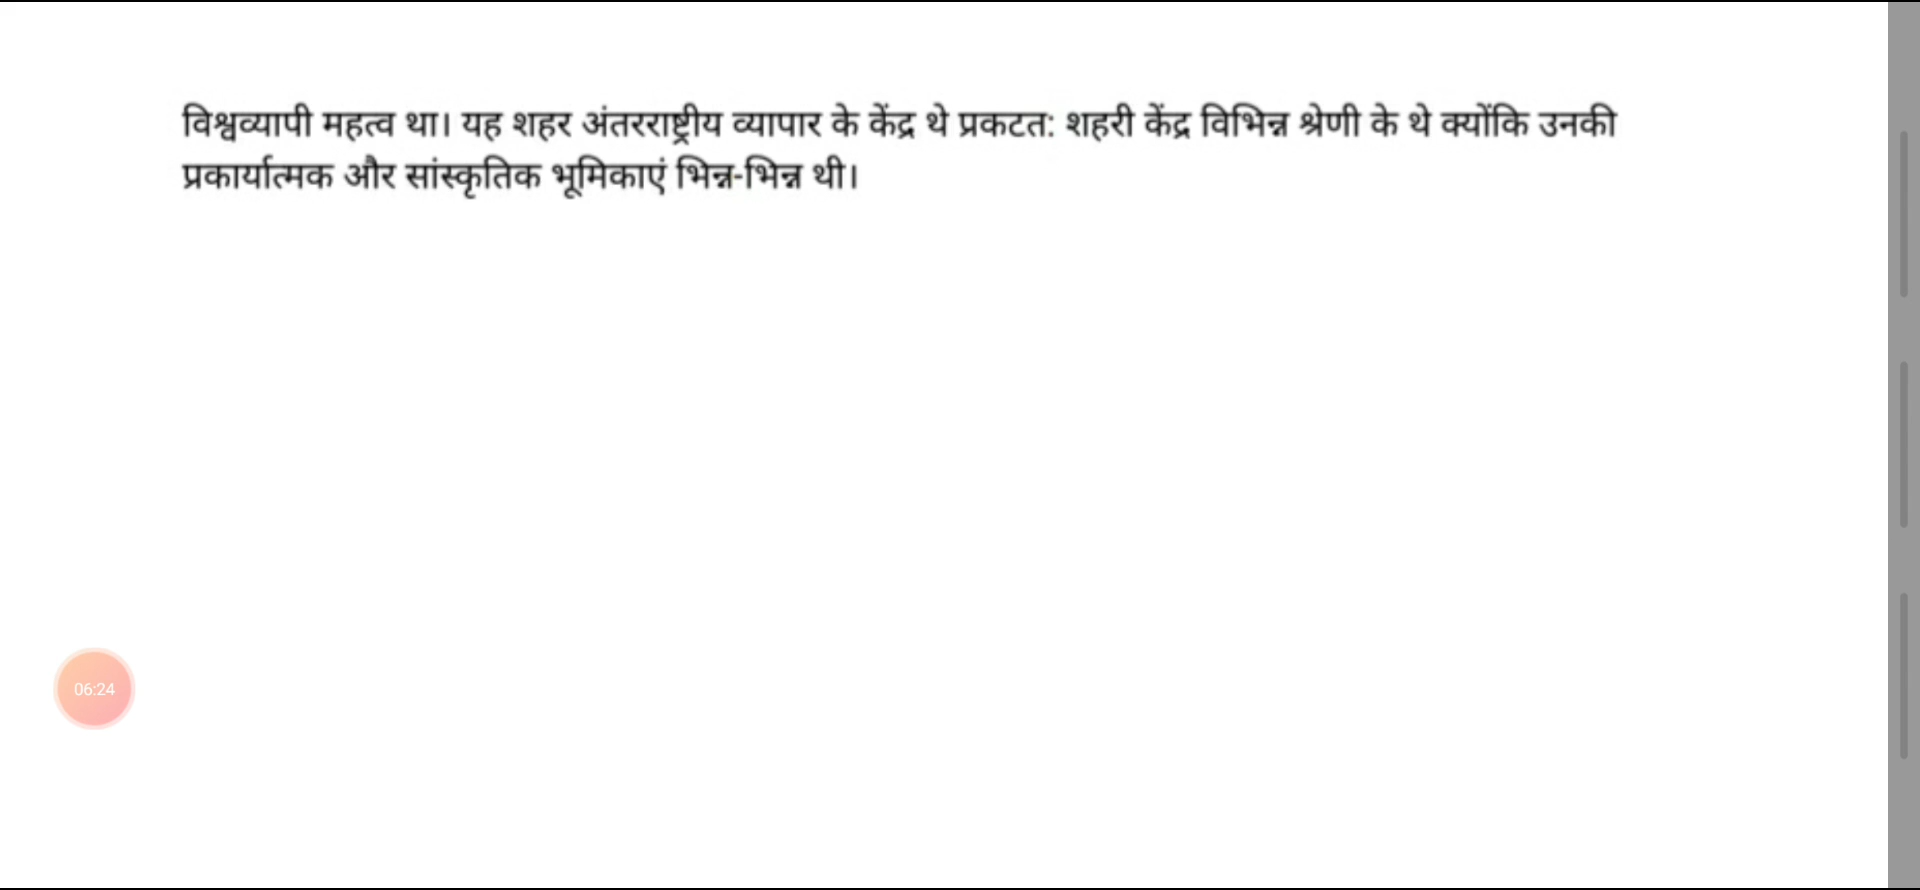 विश्वव्यापी महत्व था। यह शहर अंतरराष्ट्रीय व्यापार के केंद्र थे प्रकटत: शहरी केंद्र विभिन्न श्रेणी के थे क्योंकि उनकी
प्रकार्यात्मक और सांस्कृतिक भूमिकाएं भिन्न-भिन्न थी।
06:24